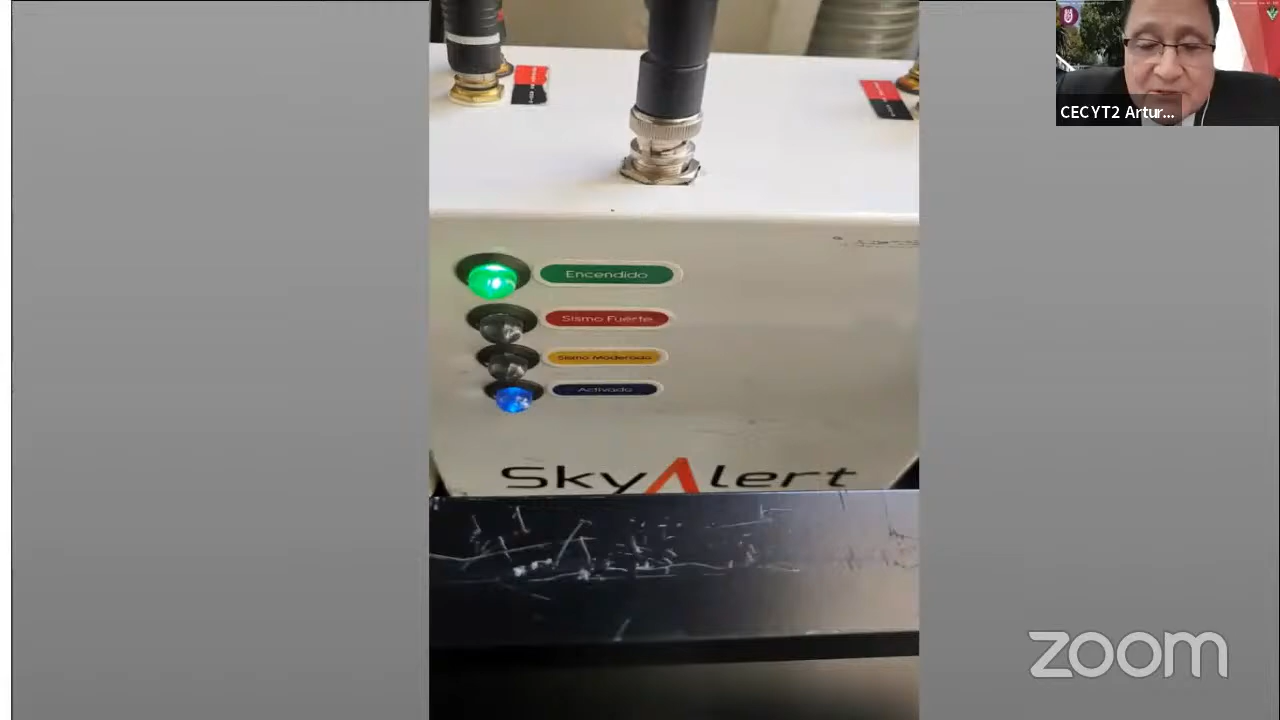 CECYT2 Artur...
Encendido
Sismo Fuerte
Sismo Moderado
Activado
SkyAlert
zoom